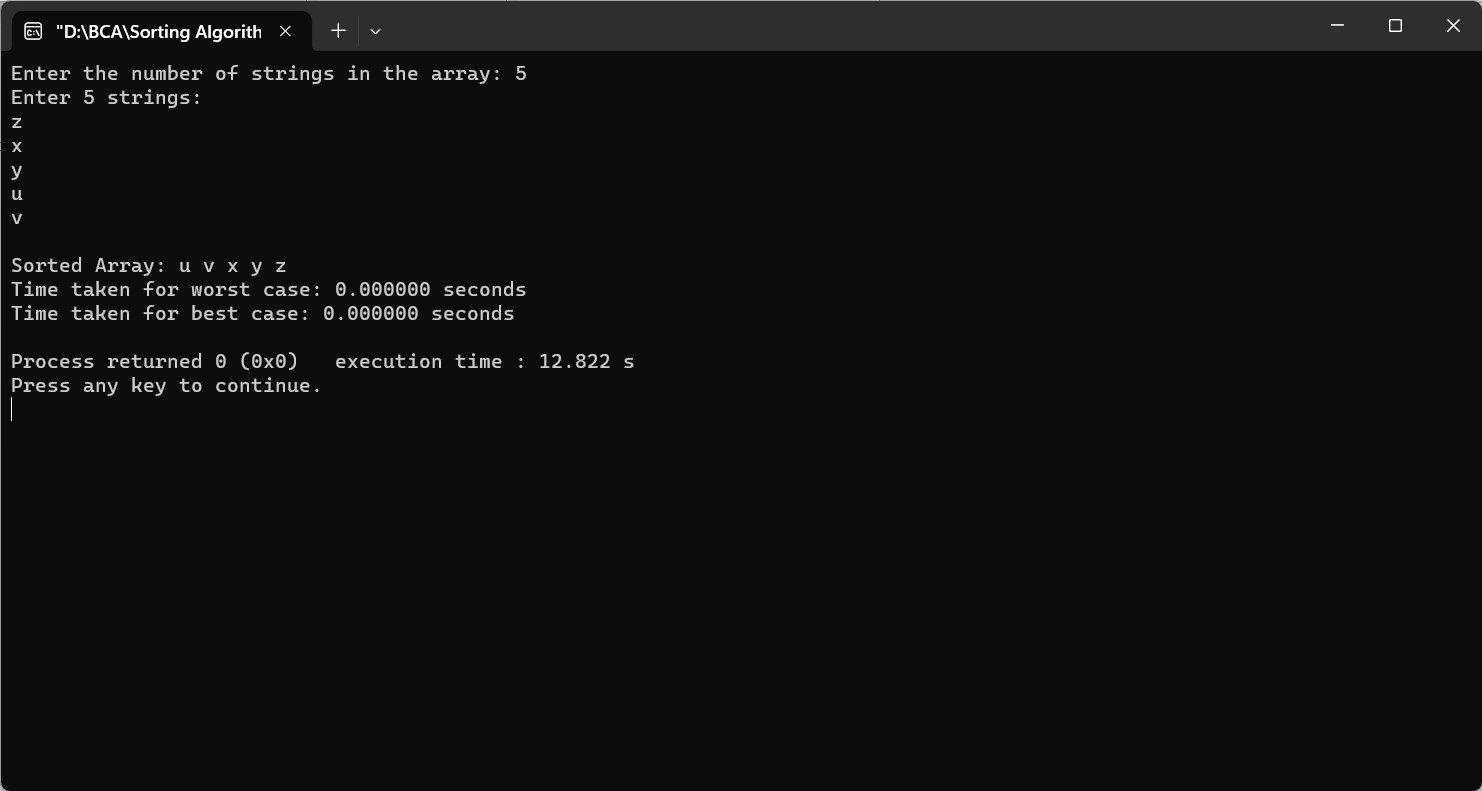 "D:\BCA\Sorting Algorith
Enter the number of strings in the array: 5
Enter 5 strings:
z
x
y
u
v
Sorted Array: u v x y z
Time taken for worst case: 0.000000 seconds
Time taken for best case: 0.000000 seconds
Process returned 0 (0x0)   execution time : 12.822 s
Press any key to continue.